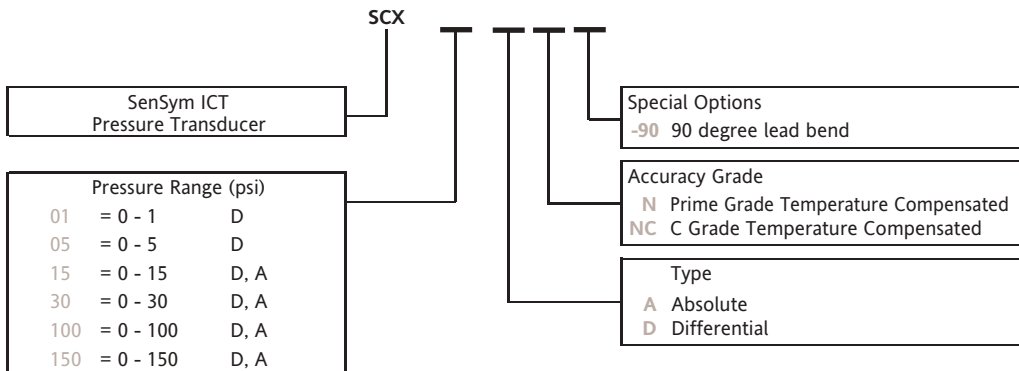 SCX
SenSym ICT
Pressure Transducer
Pressure Range (psi)
01 = 0 - 1 D
05 = 0 - 5 D
15 = 0 - 15 D, A
30 = 0 - 30 D, A
100 = 0 - 100 D, A
150 = 0 - 150 D, A
Special Options
-90 90 degree lead bend
Accuracy Grade
N Prime Grade Temperature Compensated
NC C Grade Temperature Compensated
Type
A Absolute
D Differential